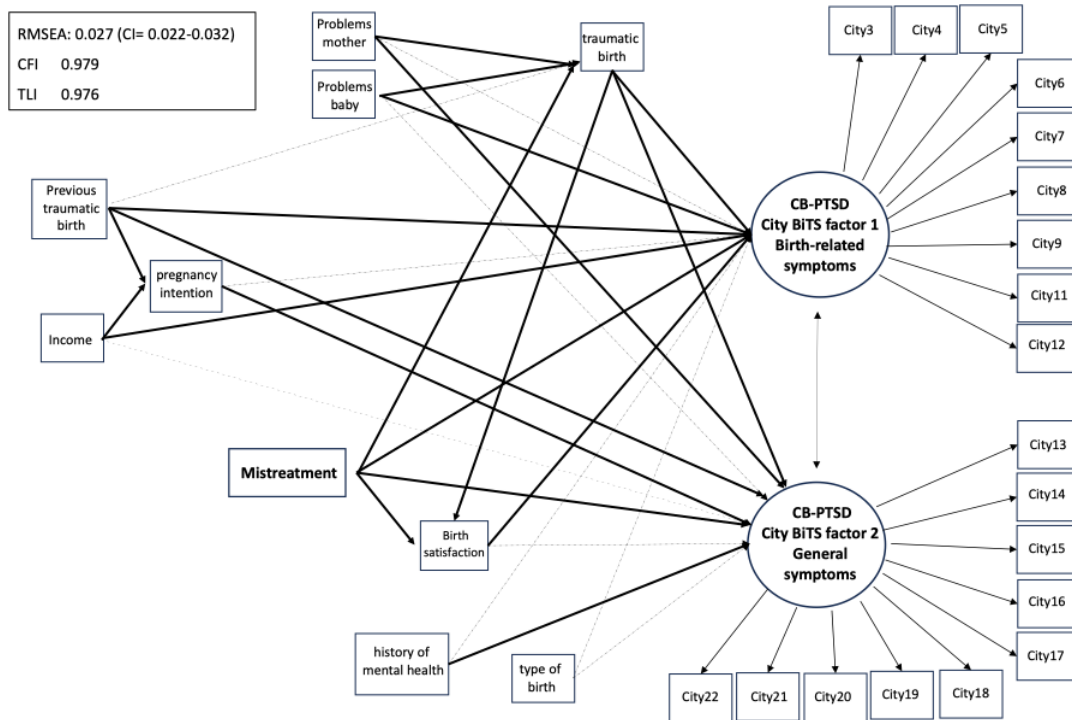 RMSEA: 0.027 (CI= 0.022-0.032)
CFI 0.979
TLI 0.976
Problems
mother
Problems
baby
traumatic
birth
City3
City4
City5
City6
City7
City8
City9
City11
City12
Previous
traumatic
birth
pregnancy
intention
Income
CB-PTSD
City BiTS factor 1
Birth-related
symptoms
Mistreatment
Birth
satisfaction
CB-PTSD
City BiTS factor 2
General
symptoms
City13
City14
City15
City16
City17
history of
mental health
type of
birth
City22
City21
City20
City19
City18